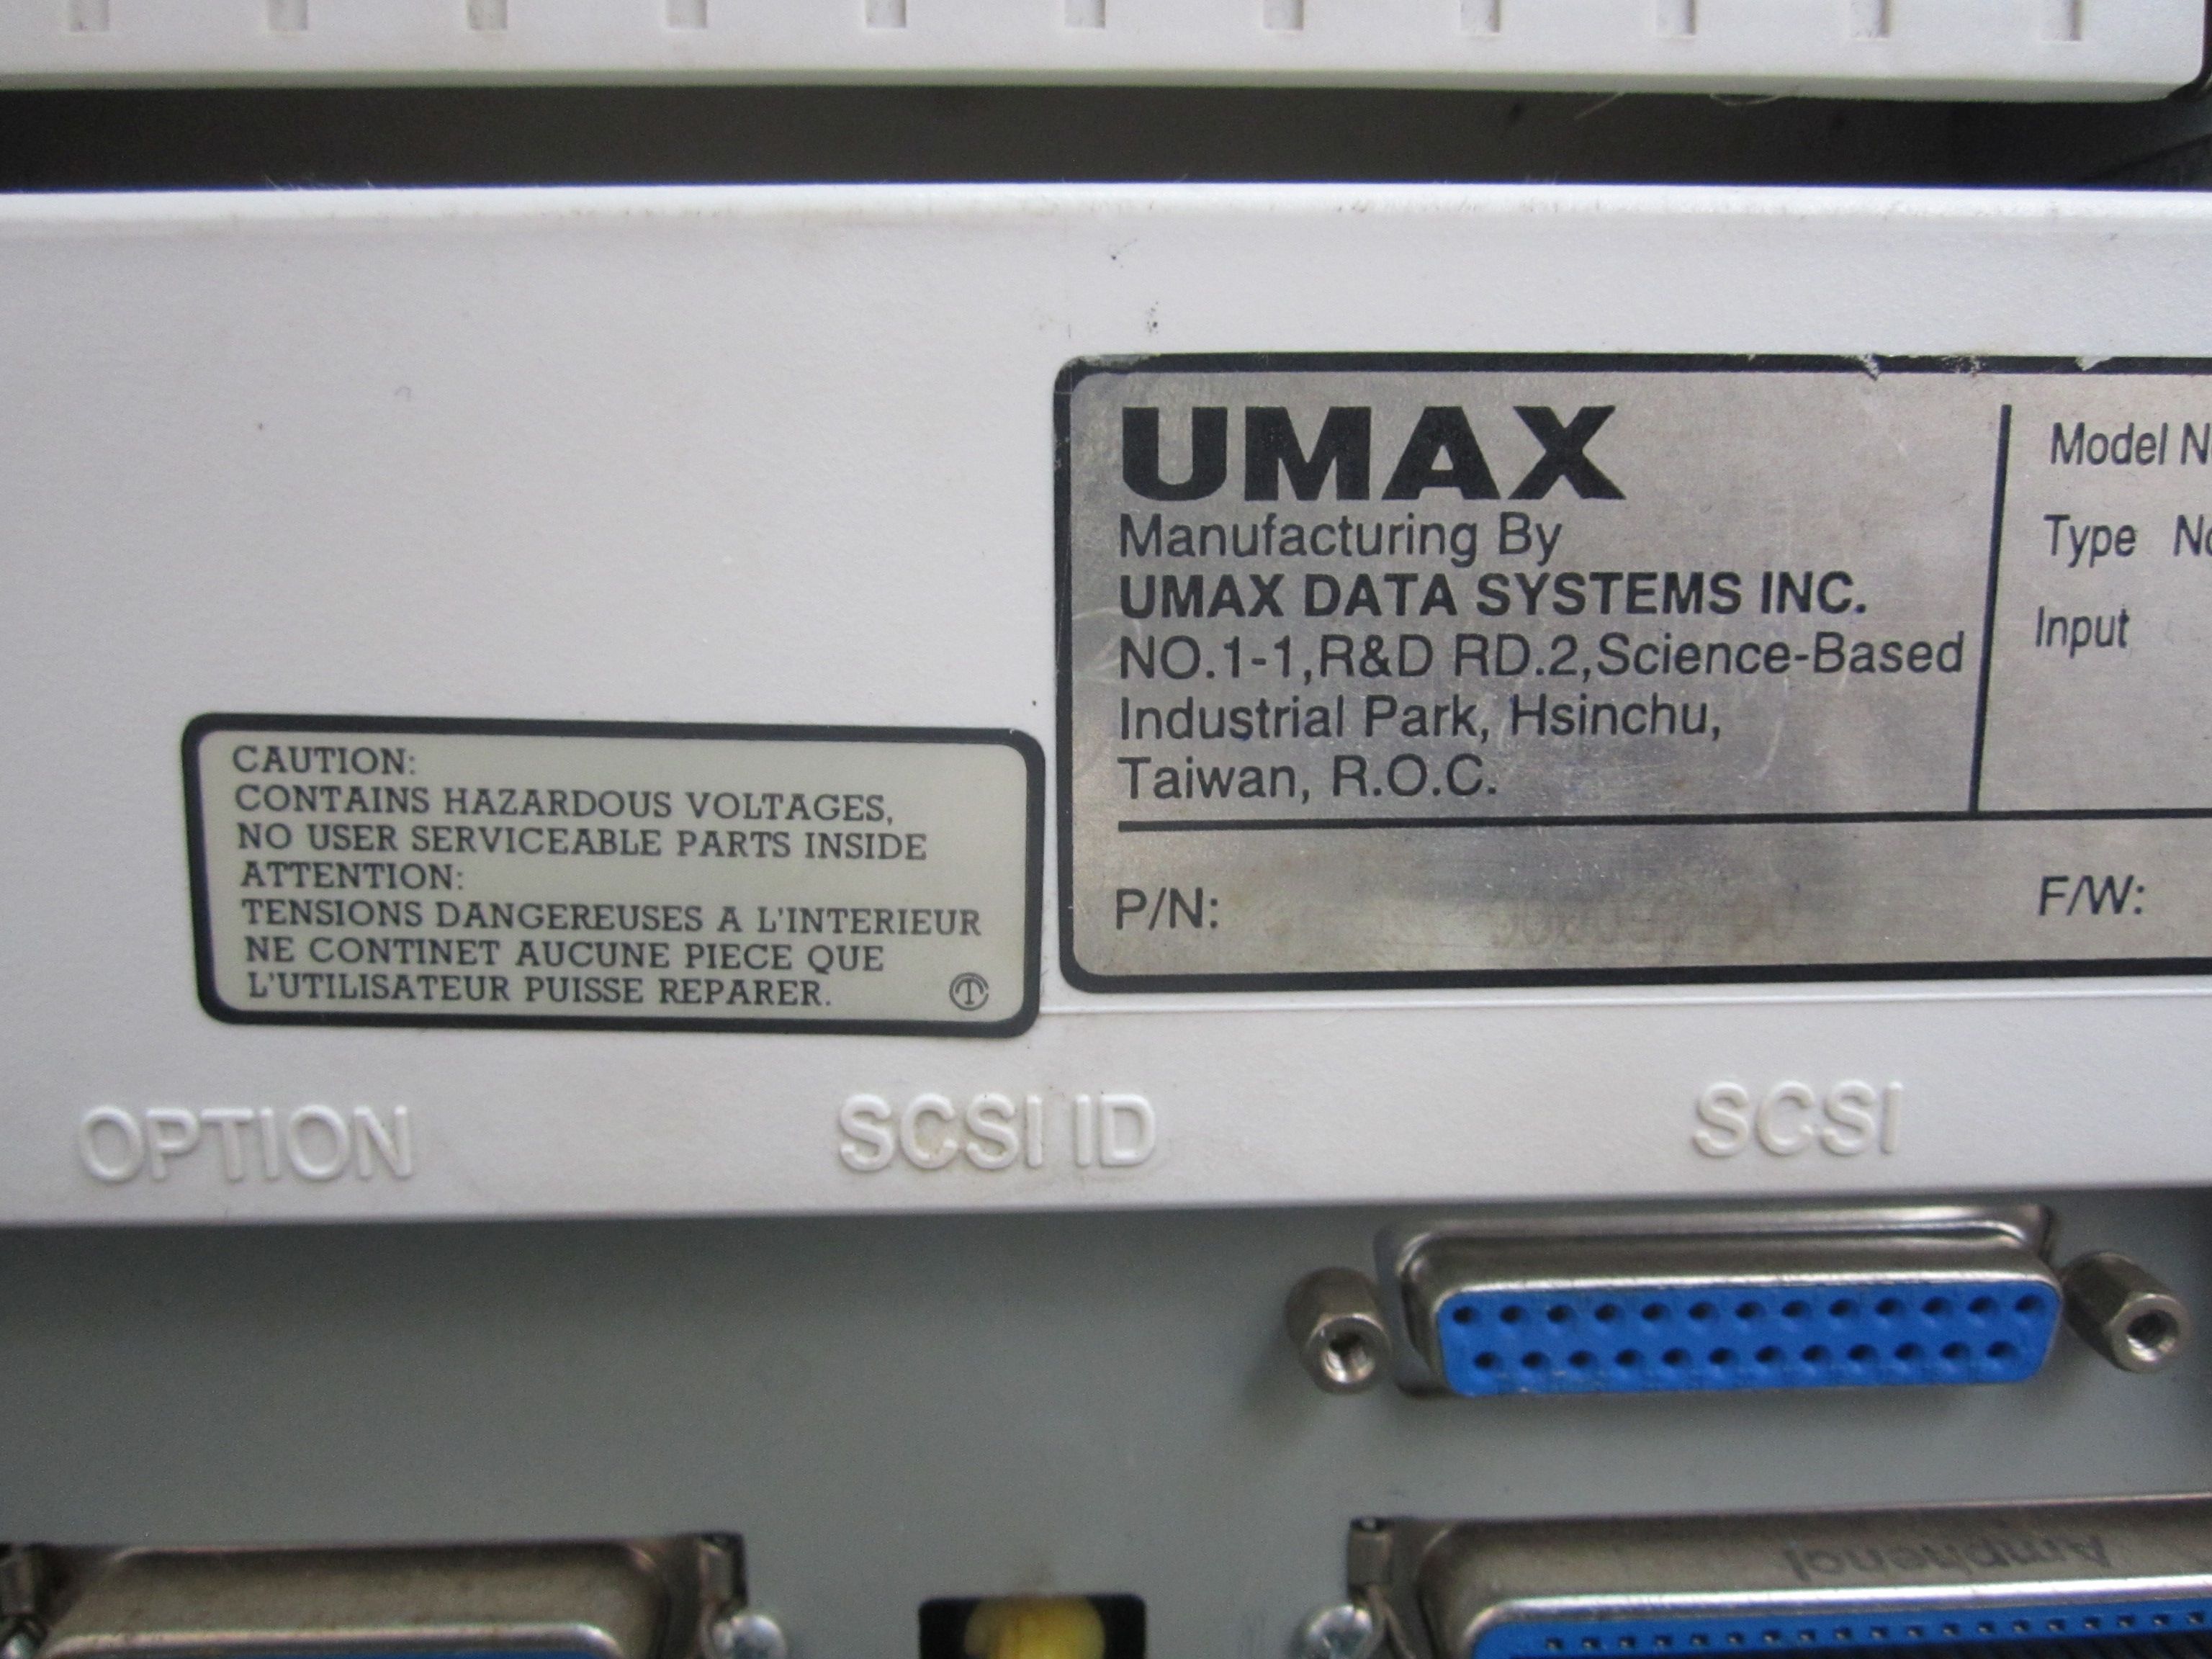 UMAX
Manufacturing By
UMAX DATA SYSTEMS INC.
NO.1-1,R&D RD.2,Science-Based
Industrial Park, Hsinchu,
Taiwan, R.O.C.
Model
Type
Input
P/N:
F/W:
CAUTION:
CONTAINS HAZARDOUS VOLTAGES,
NO USER SERVICEABLE PARTS INSIDE
ATTENTION:
TENSIONS DANGEREUSES A L'INTERIEUR
NE CONTINET AUCUNE PIECE QUE
L'UTILISATEUR PUISSE REPARER.
OPTION
SCSI ID
SCSI
Amphenol